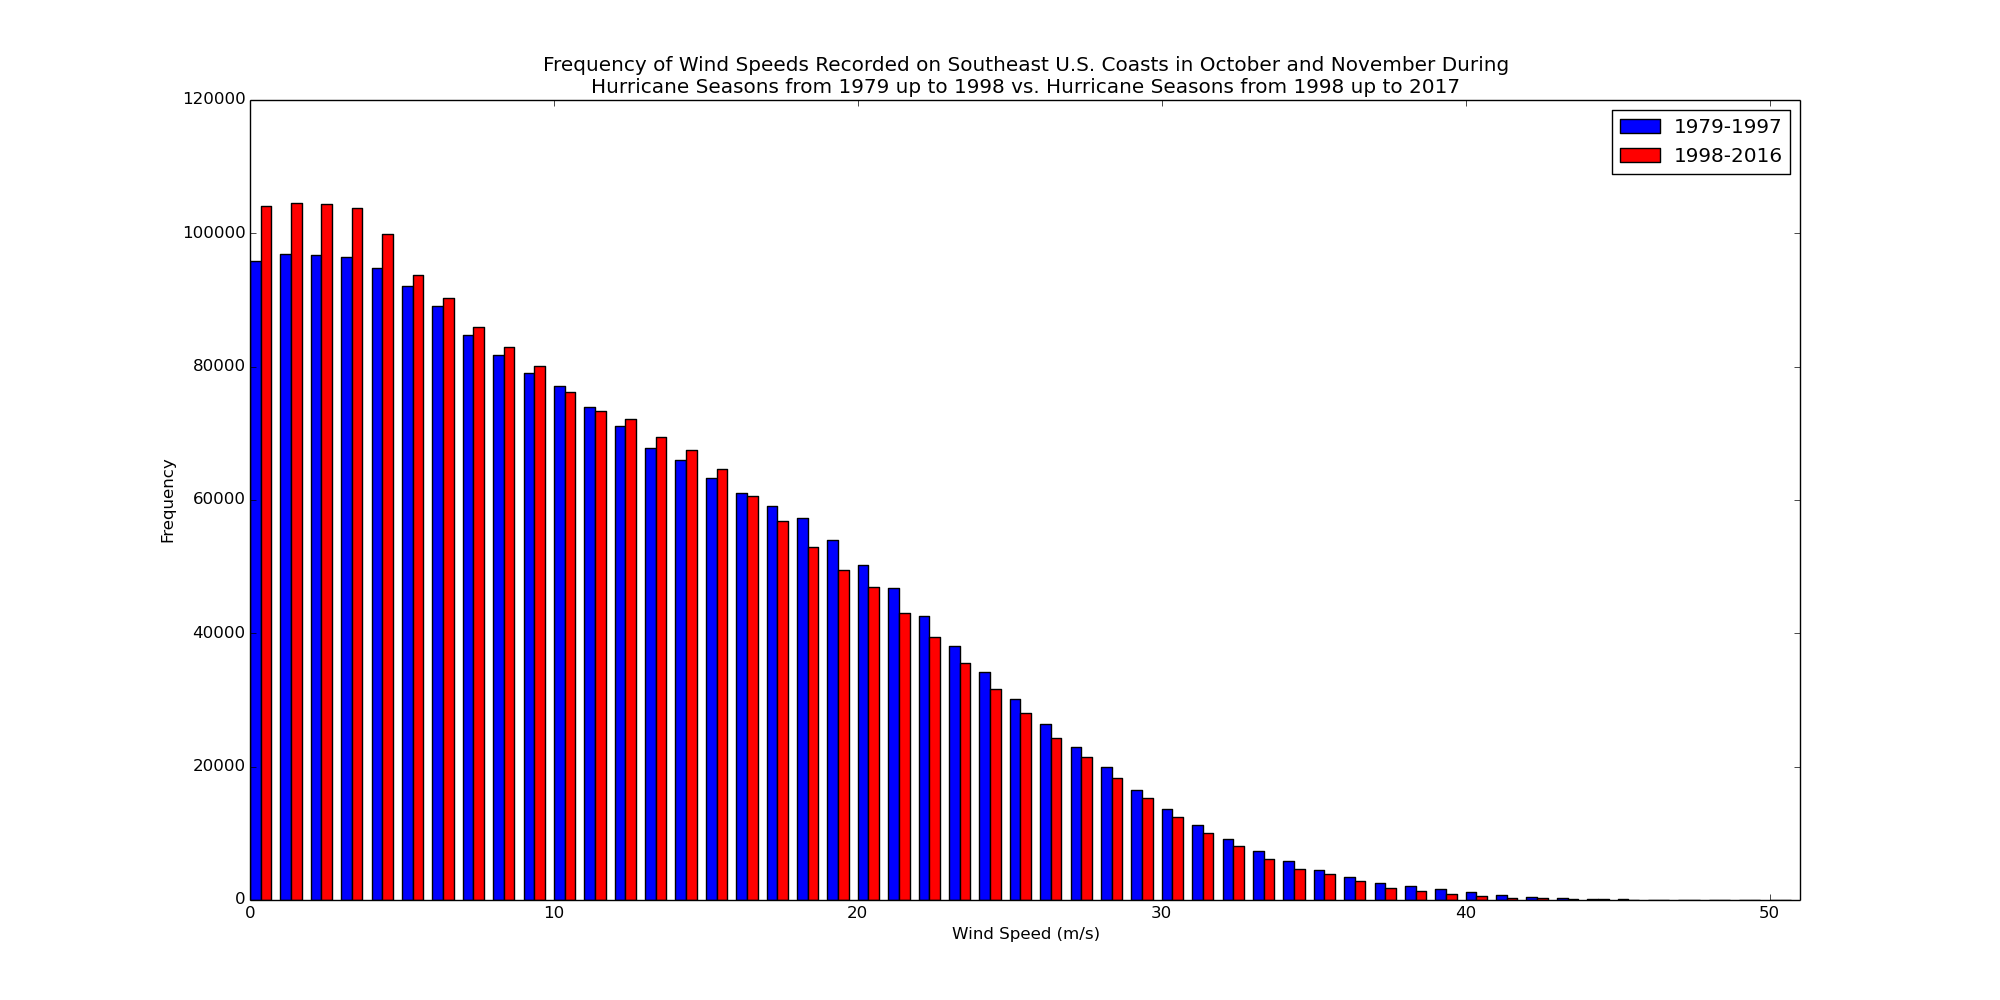 Frequency of Wind Speeds Recorded on Southeast U.S. Coasts in October and November During
Hurricane Seasons from 1979 up to 1998 vs. Hurricane Seasons from 1998 up to 2017
1979-1997
1998-2016
120000
100000
80000
60000
40000
20000
0
Frequency
0 10 20 30 40 50
Wind Speed (m/s)